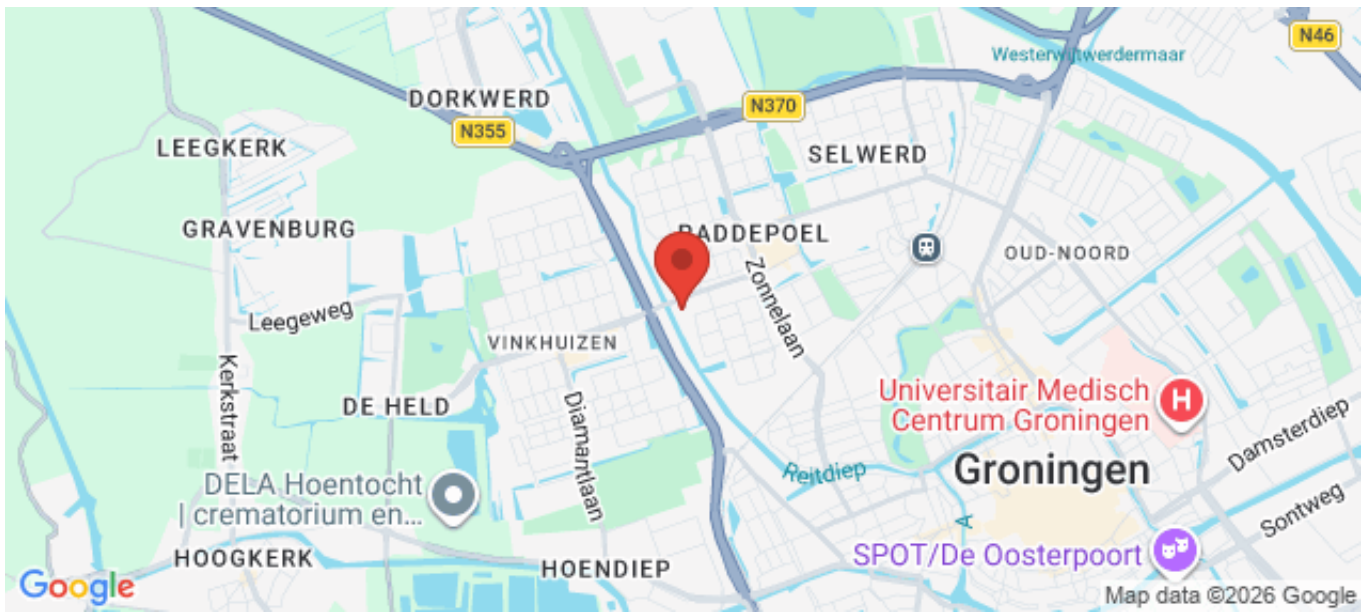 N46
Westerwijtwerdermaar
DORKWERD
N370
N355
LEEGKERK
SELWERD
GRAVENBURG
PADDEPOEL
OUD-NOORD
Zonnelaan
Leegeweg
VINKHUIZEN
Kerkstraat
DE HELD
Diamantlaan
Universitair Medisch
Centrum Groningen
H
Damsterdiep
Reitdiep
Groningen
DELA Hoentocht
| crematorium en...
A
Sontweg
HOOGKERK
HOENDIEP
SPOT/De Oosterpoort
Google
Map data ©2026 Google